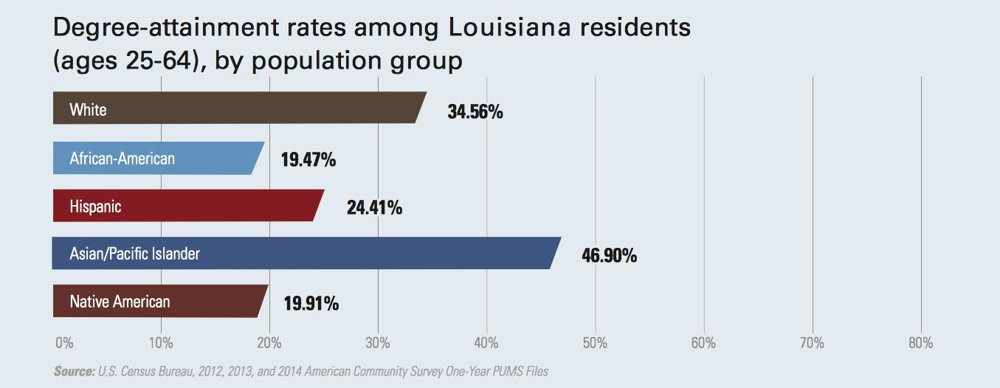 Degree-attainment rates among Louisiana residents
(ages 25-64), by population group
White 34.56%
African-American 19.47%
Hispanic 24.41%
Asian/Pacific Islander 46.90%
Native American 19.91%
0% 10% 20% 30% 40% 50% 60% 70% 80%
Source: U.S. Census Bureau, 2012, 2013, and 2014 American Community Survey One-Year PUMS Files